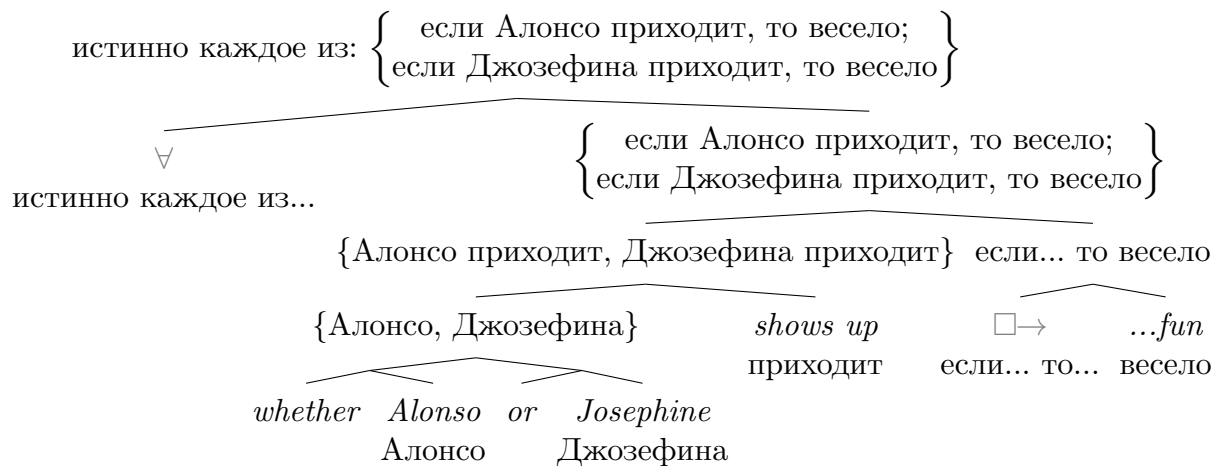 истинно каждое из: { если Алонсо приходит, то весело;
если Джозефина приходит, то весело }
∀
истинно каждое из...
{ если Алонсо приходит, то весело;
если Джозефина приходит, то весело }
{Алонсо приходит, Джозефина приходит} если... то весело
{Алонсо, Джозефина} shows up □→ ...fun
приходит если... то... весело
whether Alonso or Josephine
Алонсо Джозефина